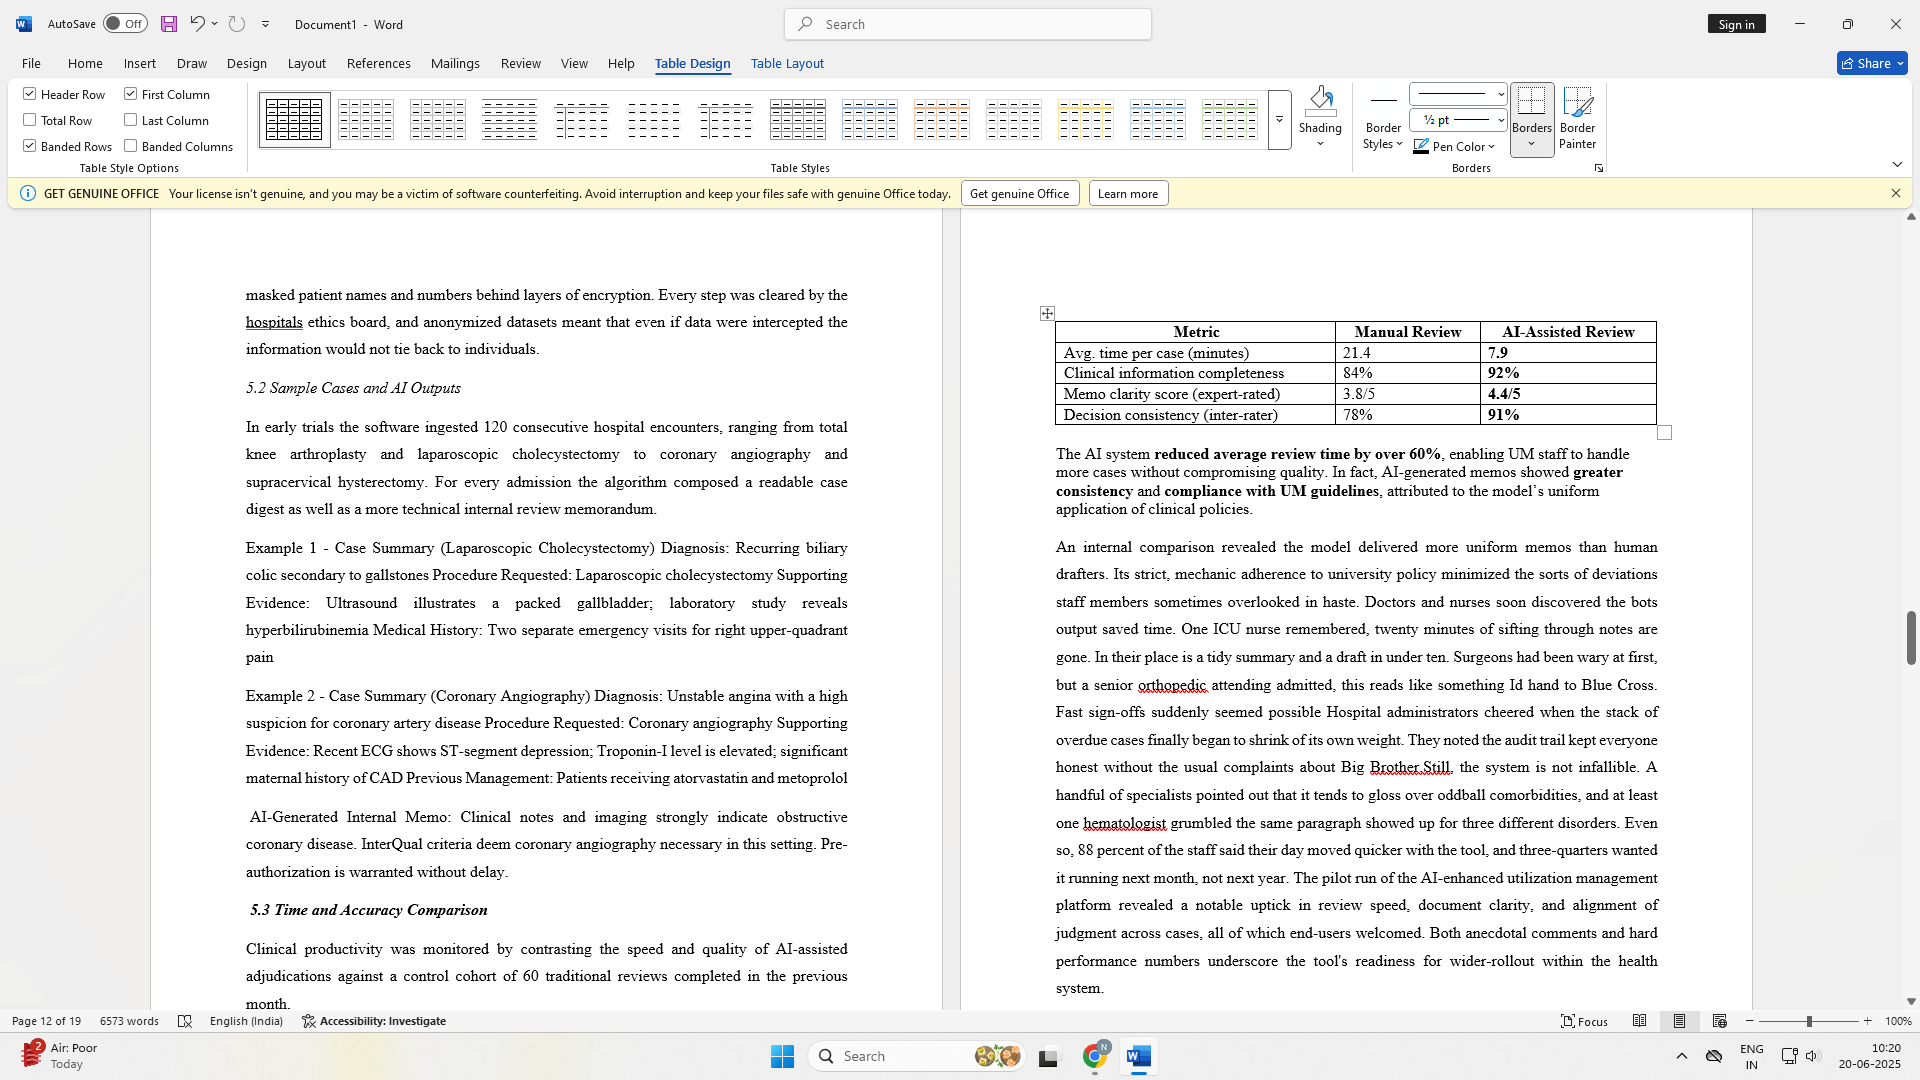 AutoSave Off Document1 - Word Search Sign in
File Home Insert Draw Design Layout References Mailings Review View Help Table Design Table Layout Share
Header Row First Column
Total Row Last Column
Banded Rows Banded Columns
Table Style Options
Table Styles
Shading
Border Styles
½ pt
Pen Color
Borders
Border Painter
Borders
GET GENUINE OFFICE Your license isn't genuine, and you may be a victim of software counterfeiting. Avoid interruption and keep your files safe with genuine Office today. Get genuine Office Learn more
masked patient names and numbers behind layers of encryption. Every step was cleared by the
hospitals ethics board, and anonymized datasets meant that even if data were intercepted the
information would not tie back to individuals.
5.2 Sample Cases and AI Outputs
In early trials the software ingested 120 consecutive hospital encounters, ranging from total
knee arthroplasty and laparoscopic cholecystectomy to coronary angiography and
supracervical hysterectomy. For every admission the algorithm composed a readable case
digest as well as a more technical internal review memorandum.
Example 1 - Case Summary (Laparoscopic Cholecystectomy) Diagnosis: Recurring biliary
colic secondary to gallstones Procedure Requested: Laparoscopic cholecystectomy Supporting
Evidence: Ultrasound illustrates a packed gallbladder; laboratory study reveals
hyperbilirubinemia Medical History: Two separate emergency visits for right upper-quadrant
pain
Example 2 - Case Summary (Coronary Angiography) Diagnosis: Unstable angina with a high
suspicion for coronary artery disease Procedure Requested: Coronary angiography Supporting
Evidence: Recent ECG shows ST-segment depression; Troponin-I level is elevated; significant
maternal history of CAD Previous Management: Patients receiving atorvastatin and metoprolol
AI-Generated Internal Memo: Clinical notes and imaging strongly indicate obstructive
coronary disease. InterQual criteria deem coronary angiography necessary in this setting. Pre-
authorization is warranted without delay.
5.3 Time and Accuracy Comparison
Clinical productivity was monitored by contrasting the speed and quality of AI-assisted
adjudications against a control cohort of 60 traditional reviews completed in the previous
month.
Metric Manual Review AI-Assisted Review
Avg. time per case (minutes) 21.4 7.9
Clinical information completeness 84% 92%
Memo clarity score (expert-rated) 3.8/5 4.4/5
Decision consistency (inter-rater) 78% 91%
The AI system reduced average review time by over 60%, enabling UM staff to handle
more cases without compromising quality. In fact, AI-generated memos showed greater
consistency and compliance with UM guidelines, attributed to the model’s uniform
application of clinical policies.
An internal comparison revealed the model delivered more uniform memos than human
drafters. Its strict, mechanic adherence to university policy minimized the sorts of deviations
staff members sometimes overlooked in haste. Doctors and nurses soon discovered the bots
output saved time. One ICU nurse remembered, twenty minutes of sifting through notes are
gone. In their place is a tidy summary and a draft in under ten. Surgeons had been wary at first,
but a senior orthopedic attending admitted, this reads like something Id hand to Blue Cross.
Fast sign-offs suddenly seemed possible Hospital administrators cheered when the stack of
overdue cases finally began to shrink of its own weight. They noted the audit trail kept everyone
honest without the usual complaints about Big Brother.Still, the system is not infallible. A
handful of specialists pointed out that it tends to gloss over oddball comorbidities, and at least
one hematologist grumbled the same paragraph showed up for three different disorders. Even
so, 88 percent of the staff said their day moved quicker with the tool, and three-quarters wanted
it running next month, not next year. The pilot run of the AI-enhanced utilization management
platform revealed a notable uptick in review speed, document clarity, and alignment of
judgment across cases, all of which end-users welcomed. Both anecdotal comments and hard
performance numbers underscore the tool's readiness for wider-rollout within the health
system.
Page 12 of 19 6573 words English (India) Accessibility: Investigate Focus 100%
2 Air: Poor
Today
Search
N
ENG
IN
10:20
20-06-2025